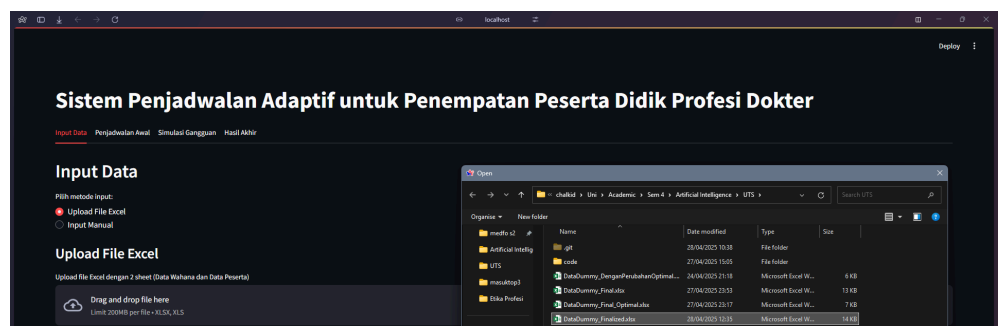 localhost
Deploy
Sistem Penjadwalan Adaptif untuk Penempatan Peserta Didik Profesi Dokter
Input Data Penjadwalan Awal Simulasi Gangguan Hasil Akhir
Input Data
Pilih metode input:
Upload File Excel
Input Manual
Upload File Excel
Upload file Excel dengan 2 sheet (Data Wahana dan Data Peserta)
Drag and drop file here
Limit 200MB per file • XLSX, XLS
Open
« chalkid › Uni › Academic › Sem 4 › Artificial Intelligence › UTS ›
Search UTS
Organise New folder
medfo s2
Artificial Intellig
UTS
masuktop3
Etika Profesi
Name Date modified Type Size
.git 28/04/2025 10:38 File folder
code 27/04/2025 15:05 File folder
DataDummy_DenganPerubahanOptimal.... 24/04/2025 21:18 Microsoft Excel W... 6 KB
DataDummy_Final.xlsx 27/04/2025 23:53 Microsoft Excel W... 13 KB
DataDummy_Final_Optimal.xlsx 27/04/2025 23:17 Microsoft Excel W... 7 KB
DataDummy_Finalized.xlsx 28/04/2025 12:35 Microsoft Excel W... 14 KB